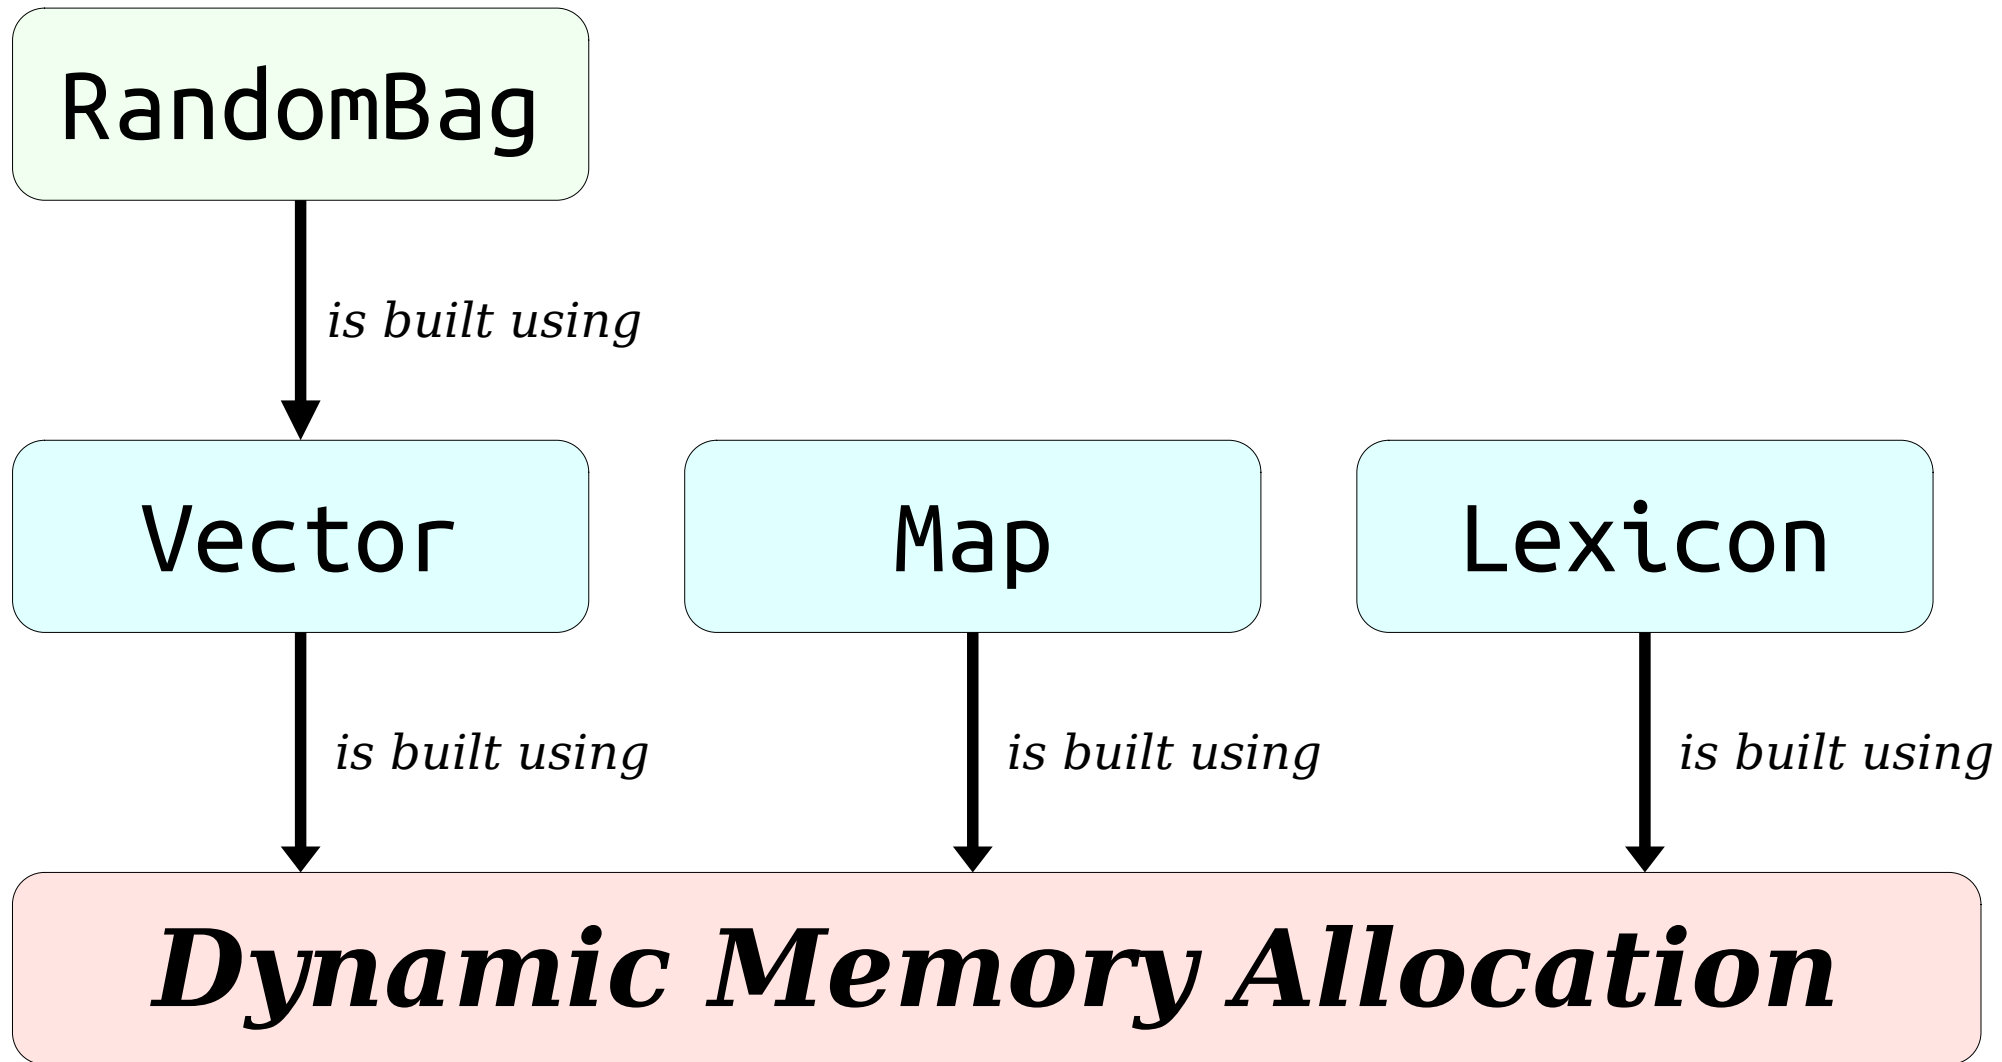 RandomBag
is built using
Vector
Map
Lexicon
is built using
is built using
is built using
Dynamic Memory Allocation